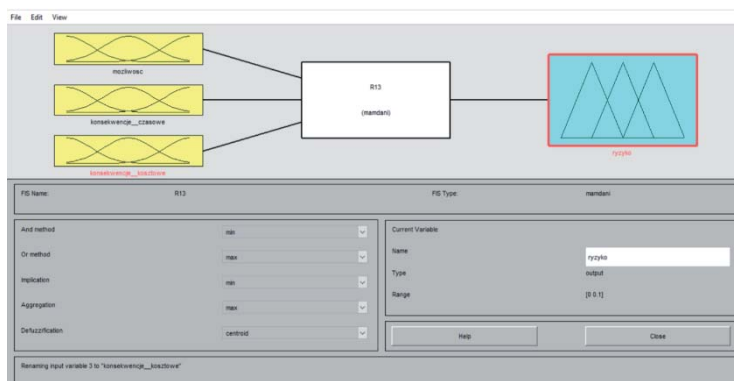 File Edit View
mozliwosc
konsekwencje__czasowe
konsekwencje__kosztowe
R13
(mamdani)
ryzyko
FIS Name: R13 FIS Type: mamdani
And method min
Or method max
Implication min
Aggregation max
Defuzzification centroid
Current Variable
Name ryzyko
Type output
Range [0 0.1]
Help Close
Renaming input variable 3 to "konsekwencje__kosztowe"